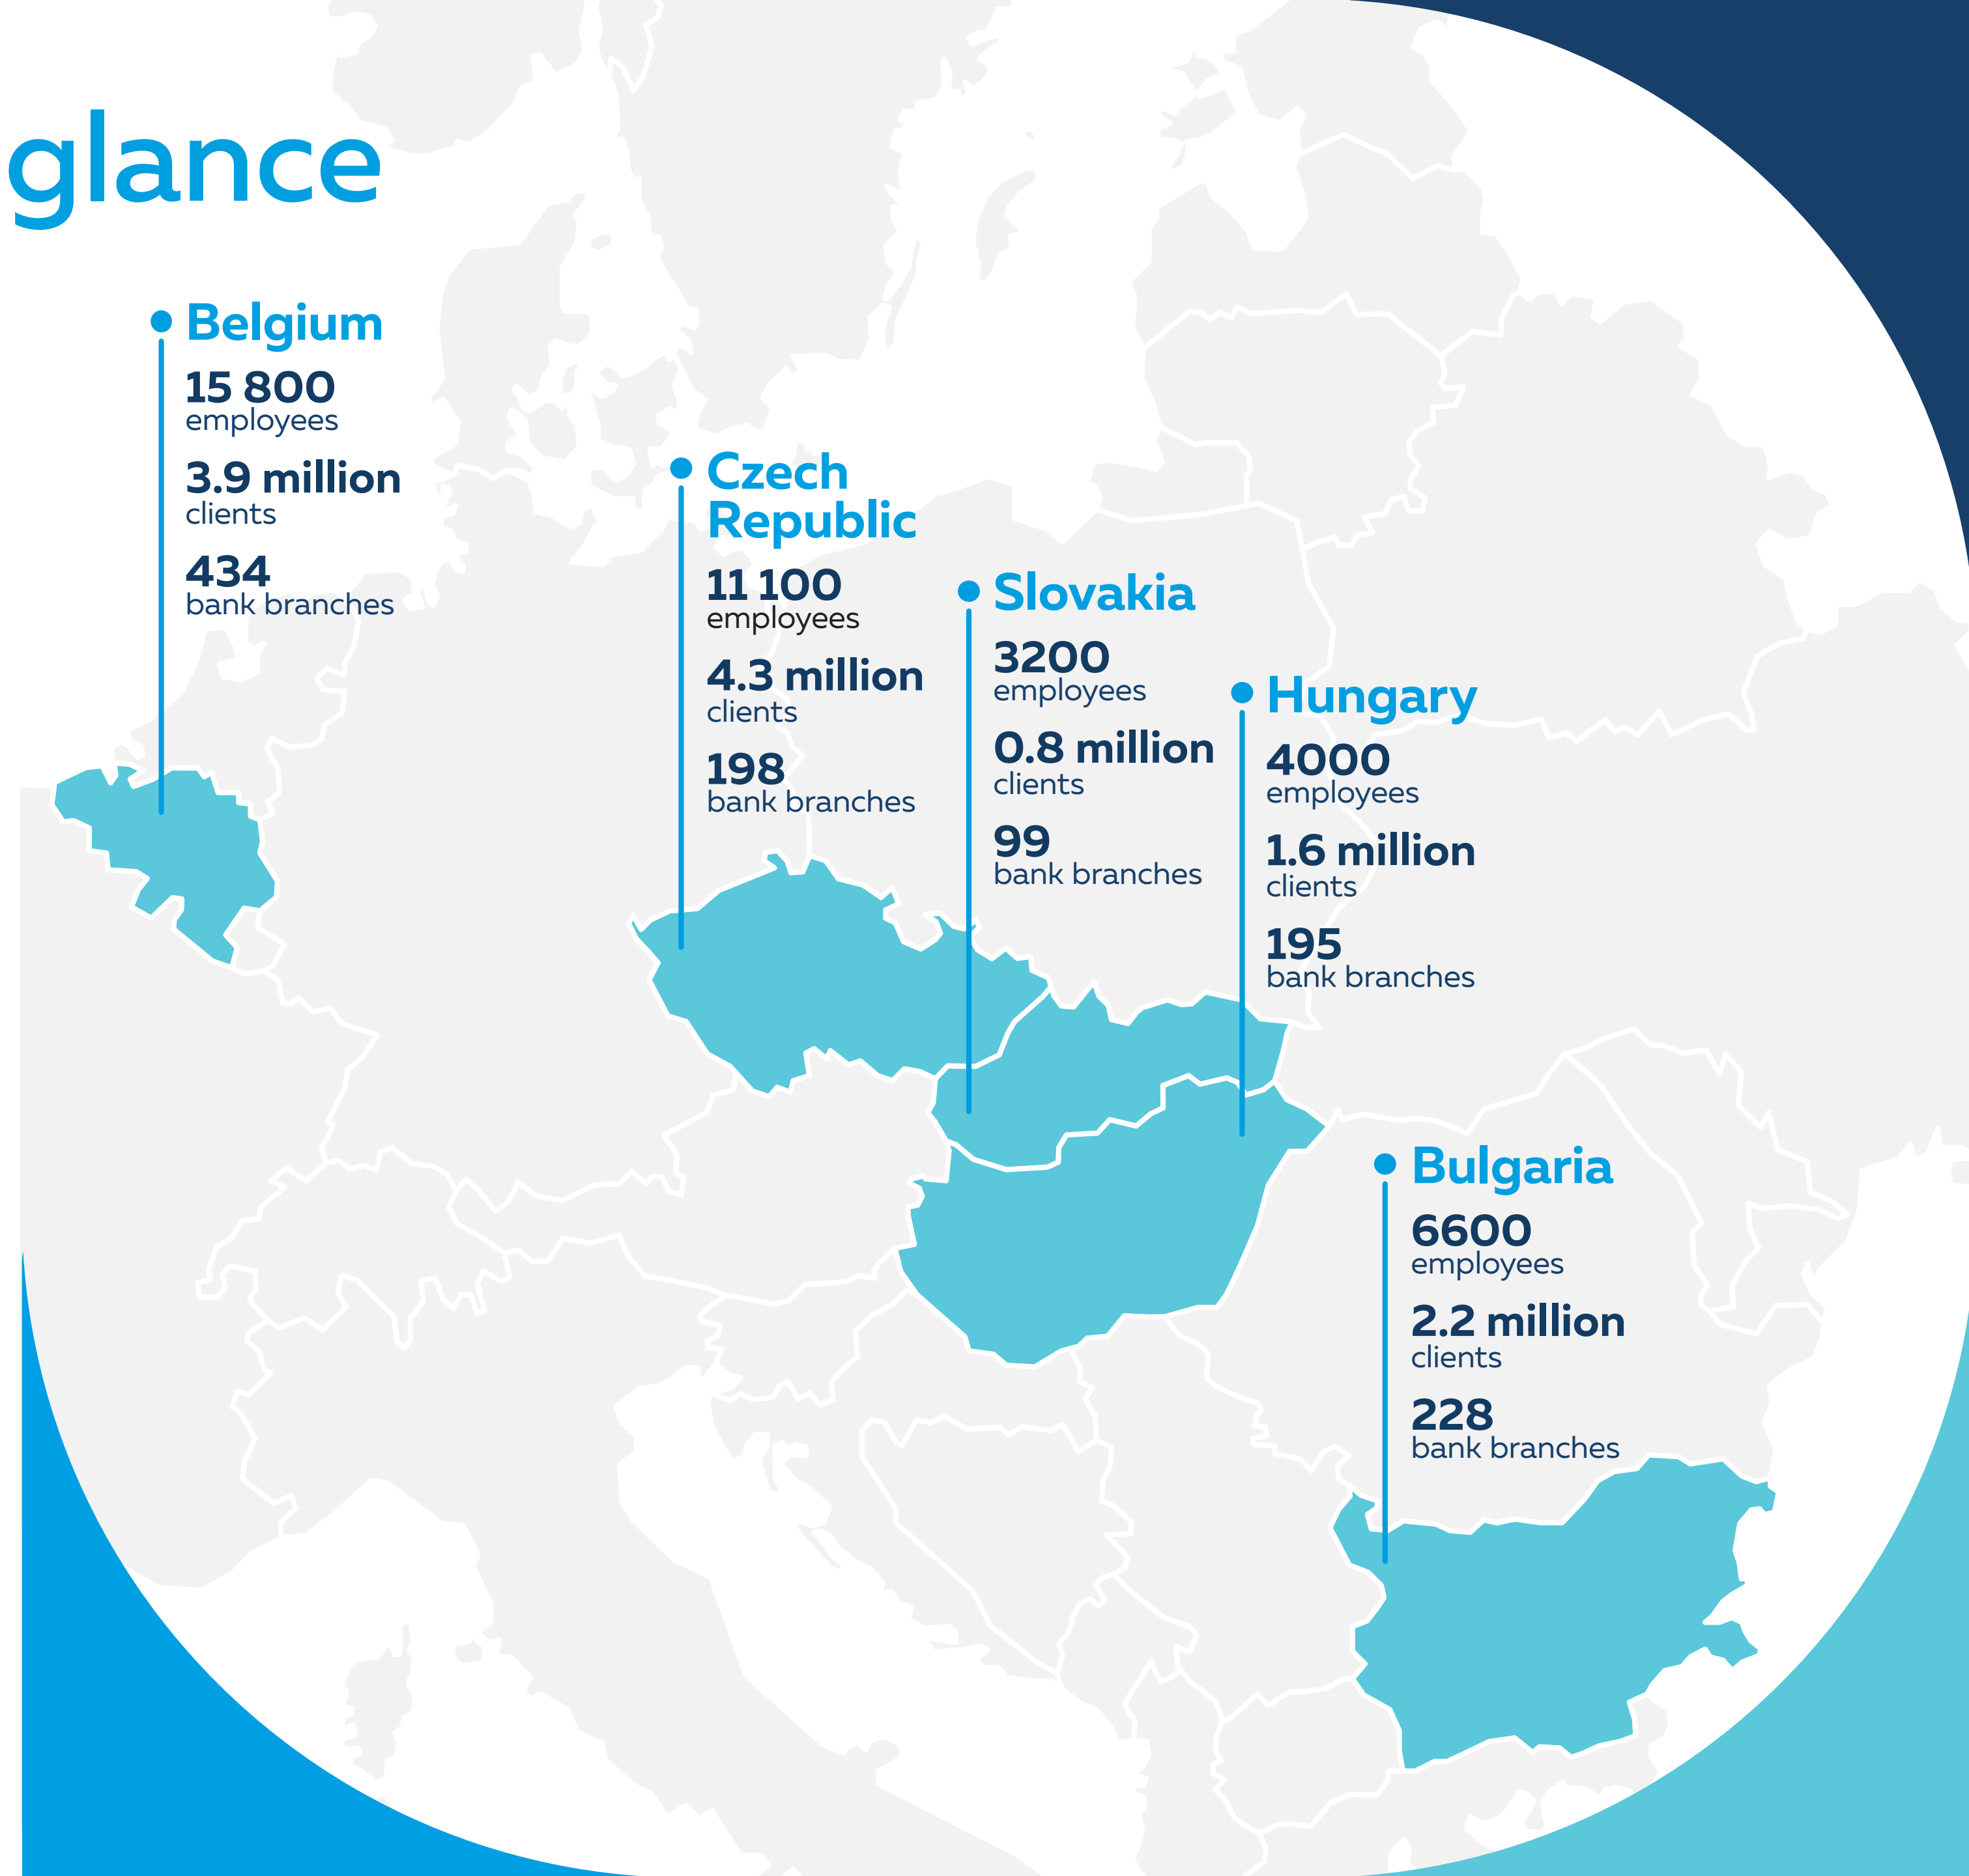 glance
Belgium
15 800
employees
3.9 million
clients
434
bank branches
Czech
Republic
11 100
employees
4.3 million
clients
198
bank branches
Slovakia
3200
employees
0.8 million
clients
99
bank branches
Hungary
4000
employees
1.6 million
clients
195
bank branches
Bulgaria
6600
employees
2.2 million
clients
228
bank branches